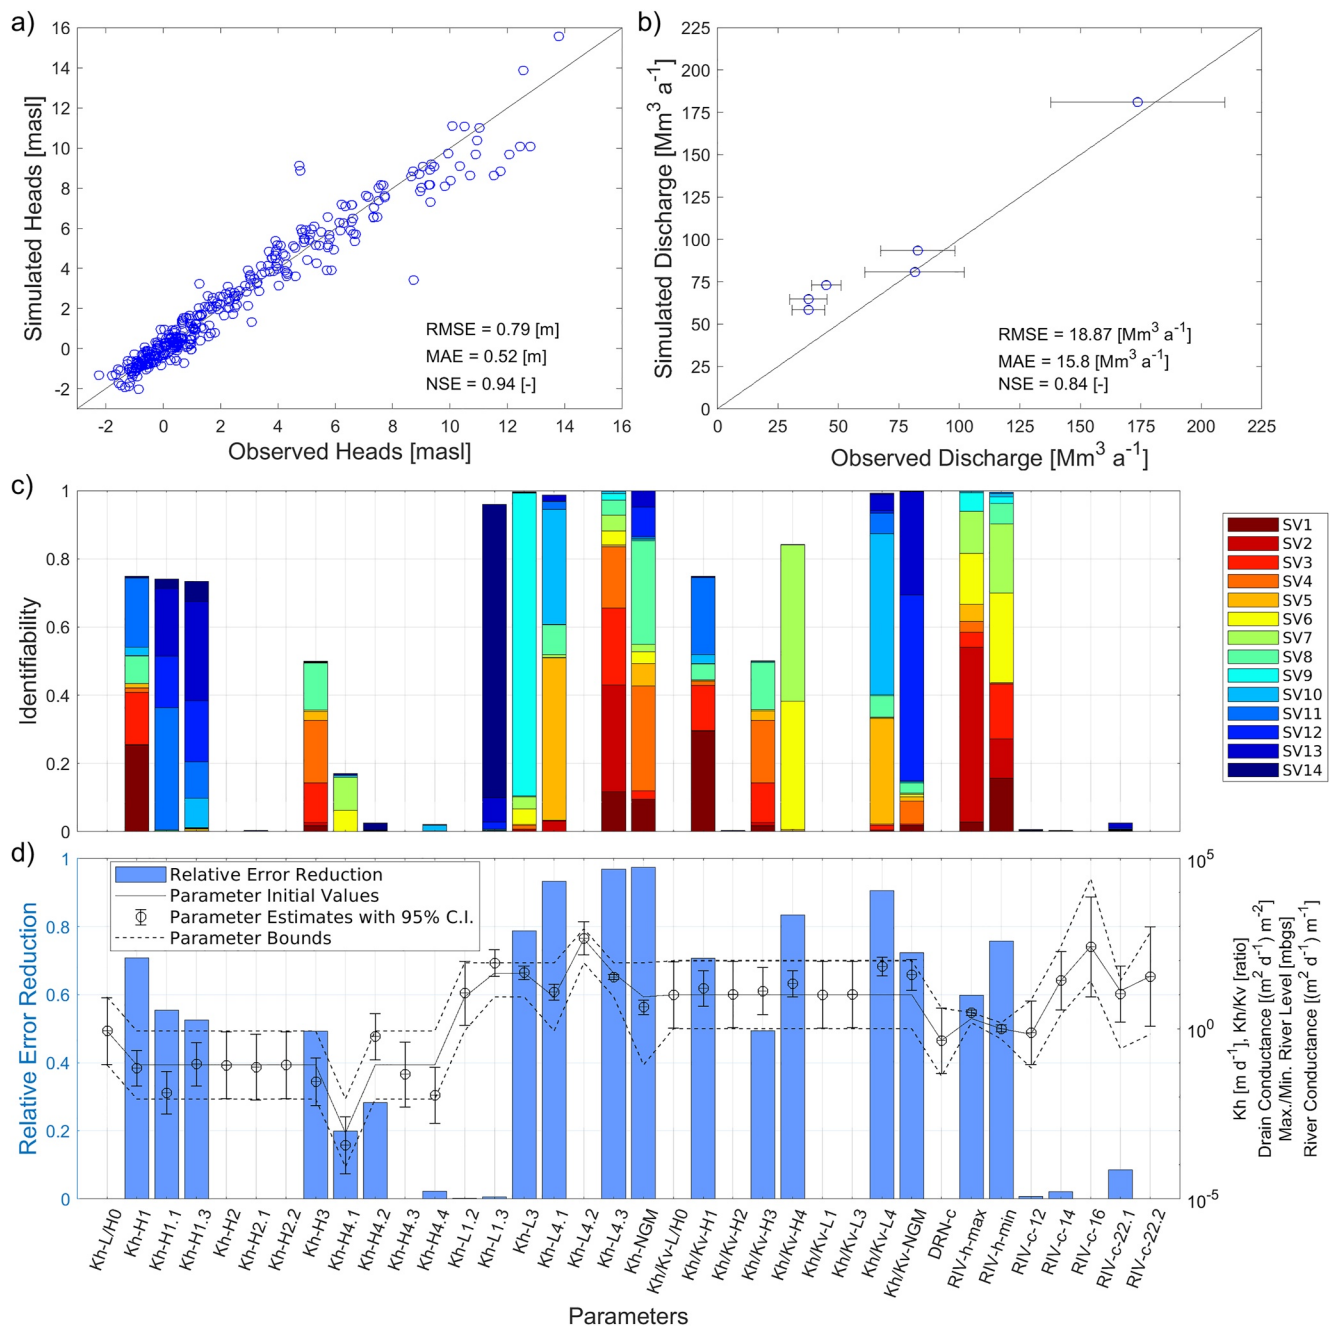 a)
16
14
12
10
8
6
4
2
0
-2
-2
0
2
4
6
8
10
12
14
16
Simulated Heads [masl]
Observed Heads [masl]
RMSE = 0.79 [m]
MAE = 0.52 [m]
NSE = 0.94 [-]
b)
225
200
175
150
125
100
75
50
25
0
0
25
50
75
100
125
150
175
200
225
Simulated Discharge [Mm³ a⁻¹]
Observed Discharge [Mm³ a⁻¹]
RMSE = 18.87 [Mm³ a⁻¹]
MAE = 15.8 [Mm³ a⁻¹]
NSE = 0.84 [-]
c)
1
0.8
0.6
0.4
0.2
0
Identifiability
SV1
SV2
SV3
SV4
SV5
SV6
SV7
SV8
SV9
SV10
SV11
SV12
SV13
SV14
d)
1
0.8
0.6
0.4
0.2
0
Relative Error Reduction
Relative Error Reduction
Parameter Initial Values
Parameter Estimates with 95% C.I.
Parameter Bounds
10⁵
10⁰
10⁻⁵
Kh [m d⁻¹], Kh/Kv [ratio]
Drain Conductance [(m² d⁻¹) m⁻²]
Max./Min. River Level [mbgs]
River Conductance [(m² d⁻¹) m⁻¹]
Kh-L/H0
Kh-H1
Kh-H1.1
Kh-H1.3
Kh-H2
Kh-H2.1
Kh-H2.2
Kh-H3
Kh-H4.1
Kh-H4.2
Kh-H4.3
Kh-H4.4
Kh-L1.2
Kh-L1.3
Kh-L3
Kh-L4.1
Kh-L4.2
Kh-L4.3
Kh-NGM
Kh/Kv-L/H0
Kh/Kv-H1
Kh/Kv-H2
Kh/Kv-H3
Kh/Kv-H4
Kh/Kv-L1
Kh/Kv-L3
Kh/Kv-L4
Kh/Kv-NGM
DRN-c
RIV-h-max
RIV-h-min
RIV-c-12
RIV-c-14
RIV-c-16
RIV-c-22.1
RIV-c-22.2
Parameters